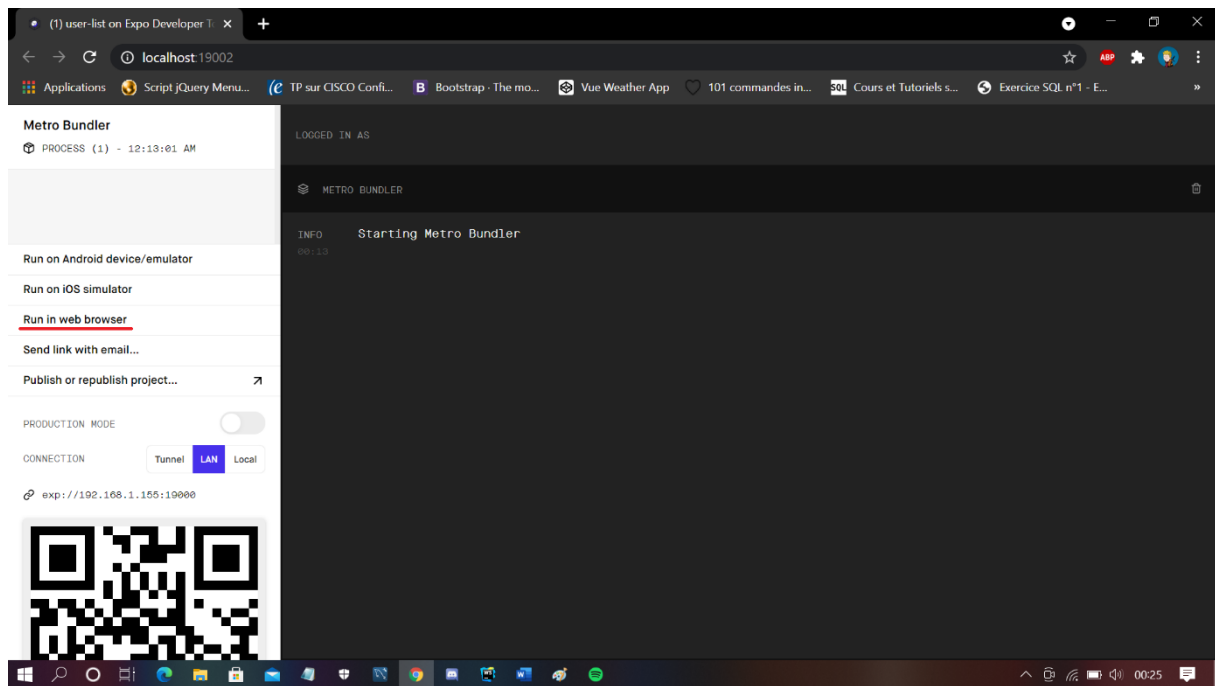 (1) user-list on Expo Developer T
localhost:19002
ABP
Applications Script jQuery Menu... TP sur CISCO Confi... B Bootstrap · The mo... Vue Weather App 101 commandes in... SQL Cours et Tutoriels s... Exercice SQL n°1 - E... »
Metro Bundler
PROCESS (1) - 12:13:01 AM
LOGGED IN AS
METRO BUNDLER
INFO Starting Metro Bundler
00:13
Run on Android device/emulator
Run on iOS simulator
Run in web browser
Send link with email...
Publish or republish project...
PRODUCTION MODE
CONNECTION Tunnel LAN Local
exp://192.168.1.155:19000
00:25